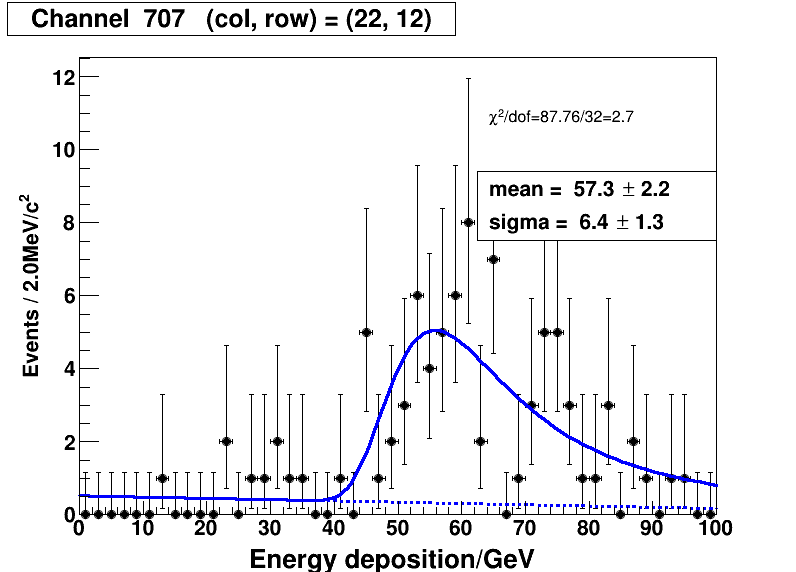 Channel 707 (col, row) = (22, 12)
χ²/dof=87.76/32=2.7
mean = 57.3 ± 2.2
sigma = 6.4 ± 1.3
Events / 2.0MeV/c²
12
10
8
6
4
2
0
0 10 20 30 40 50 60 70 80 90 100
Energy deposition/GeV